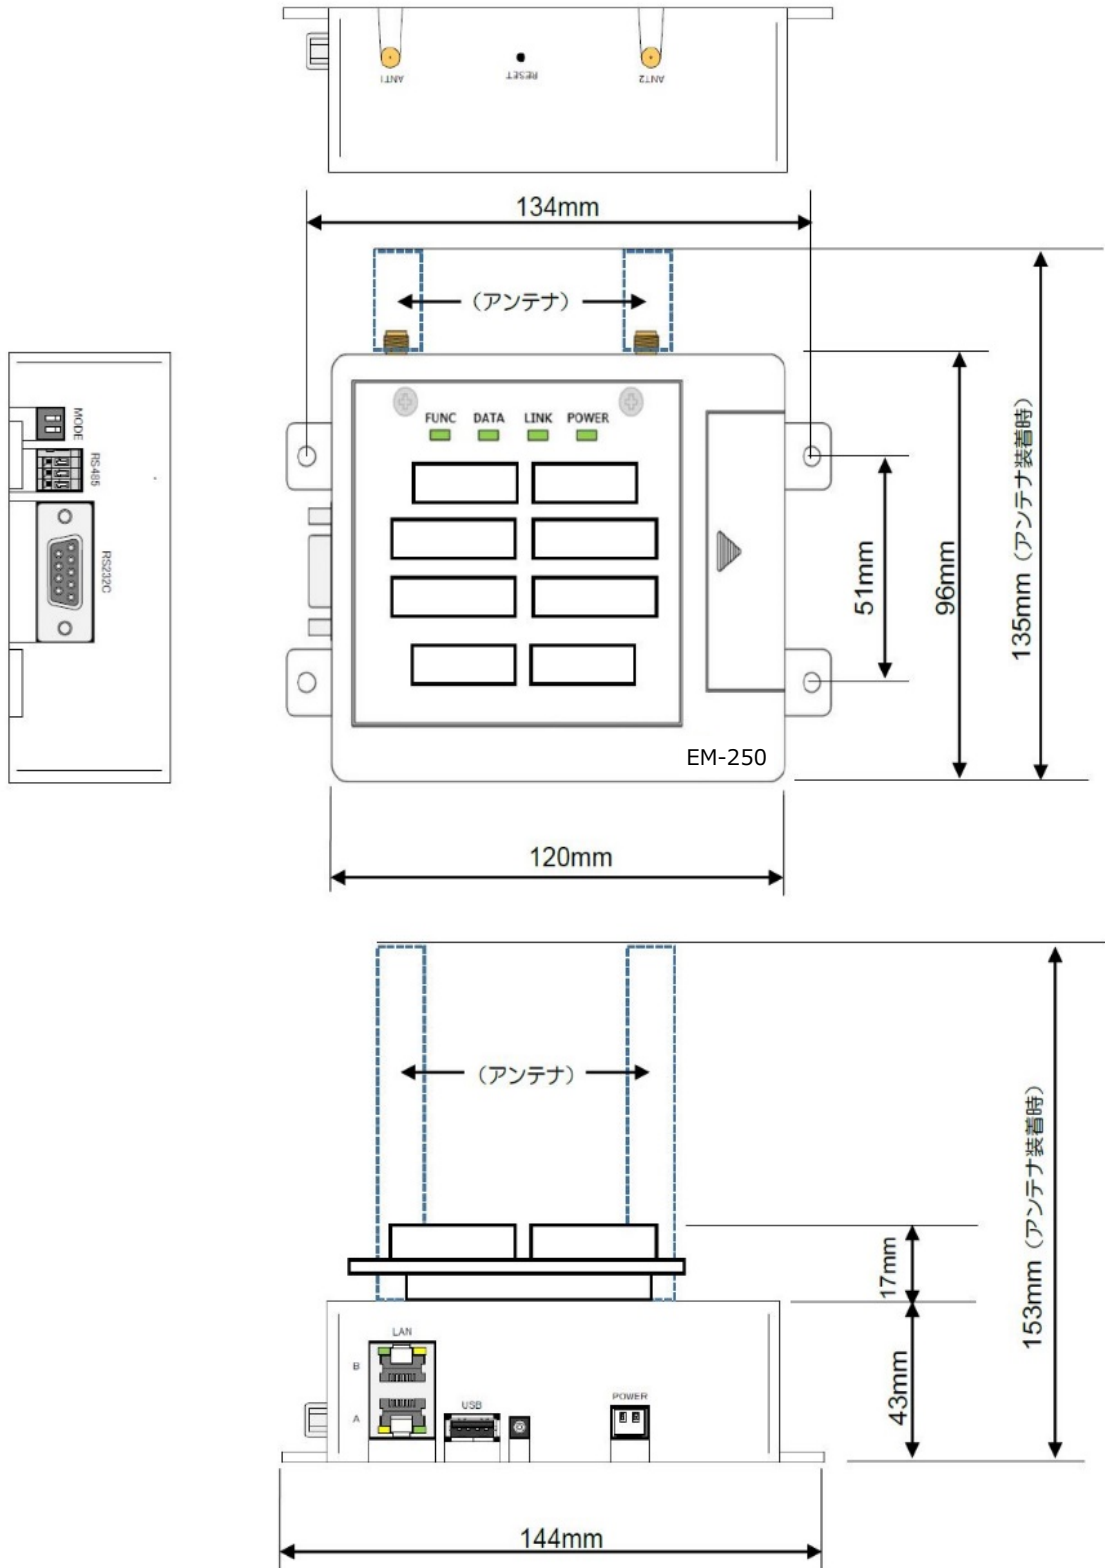 ANT1
RESET
ANT2
134mm
（アンテナ）
FUNC DATA LINK POWER
MODE
RS485
RS232C
51mm
96mm
135mm（アンテナ装着時）
EM-250
120mm
（アンテナ）
153mm（アンテナ装着時）
17mm
43mm
LAN
B
A
USB
POWER
144mm